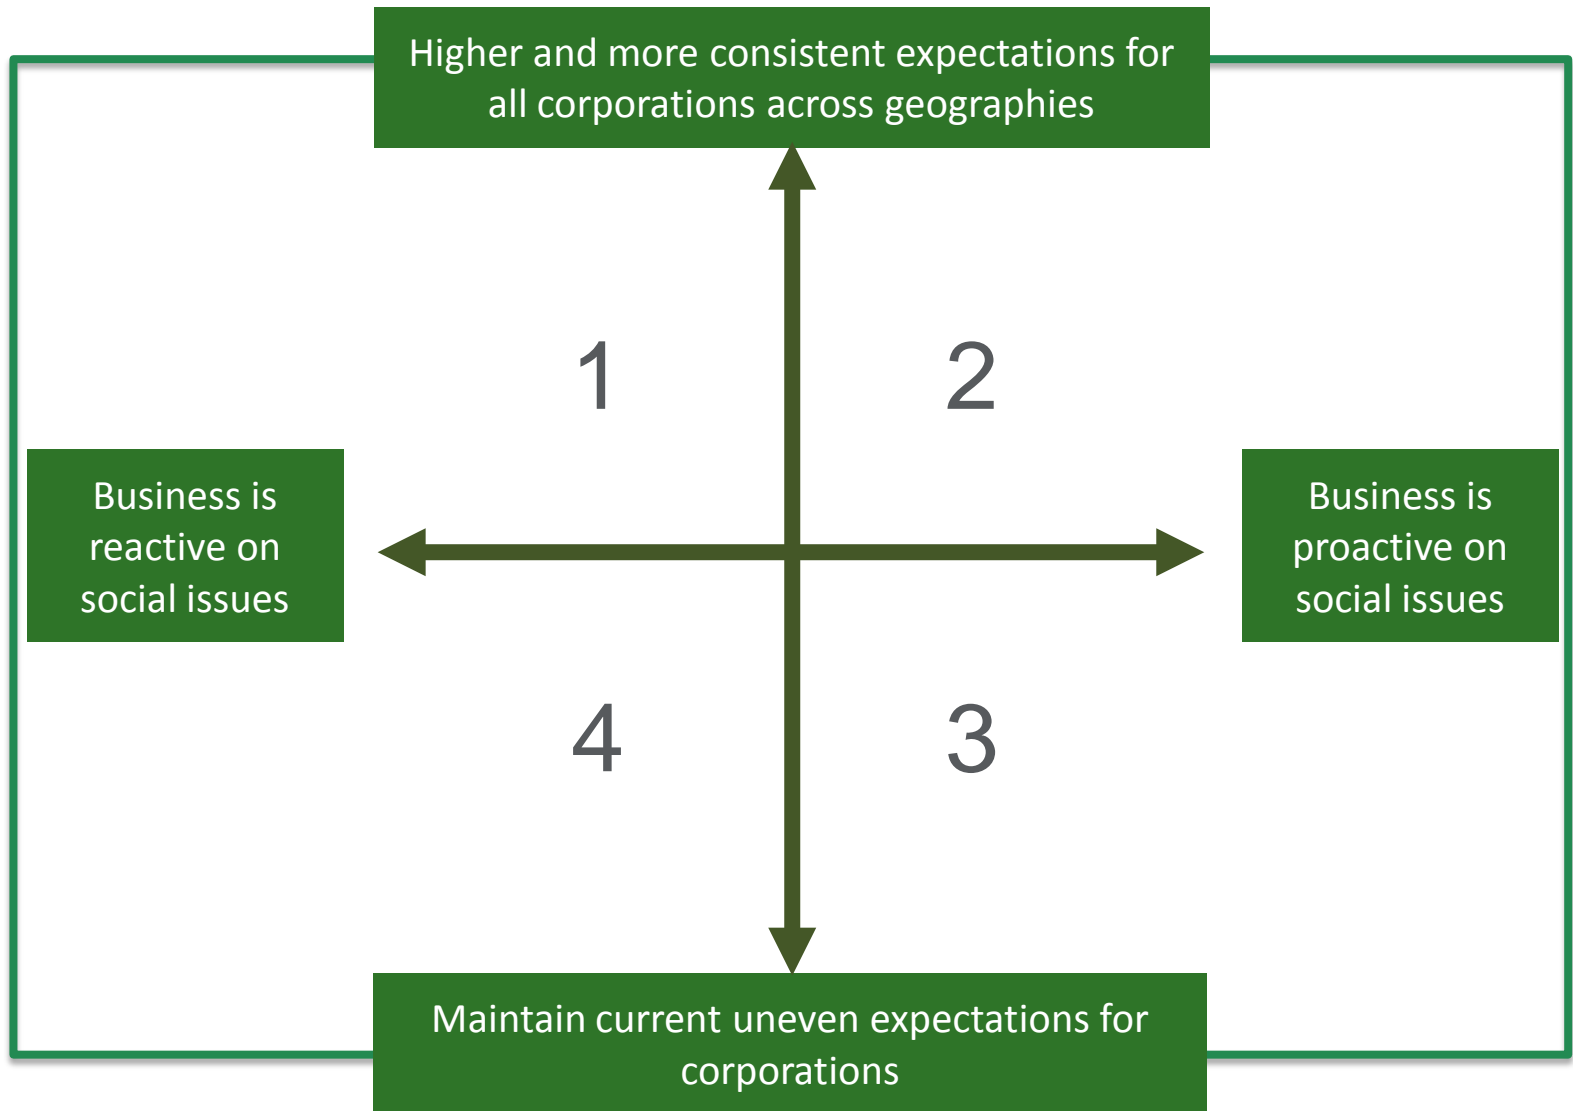 Higher and more consistent expectations for
all corporations across geographies
1
2
Business is
reactive on
social issues
Business is
proactive on
social issues
4
3
Maintain current uneven expectations for
corporations